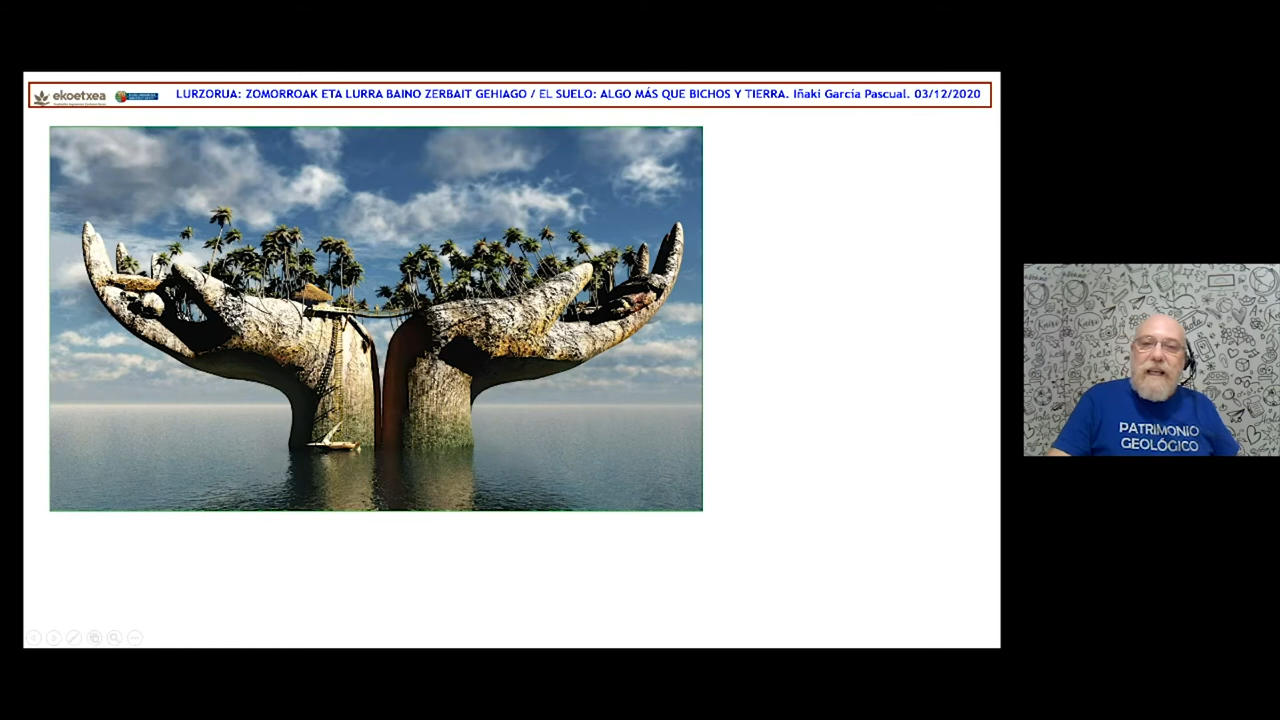 ekoetxea
LURZORUA: ZOMORROAK ETA LURRA BAINO ZERBAIT GEHIAGO / EL SUELO: ALGO MÁS QUE BICHOS Y TIERRA. Iñaki García Pascual. 03/12/2020
PATRIMONIO
GEOLÓGICO